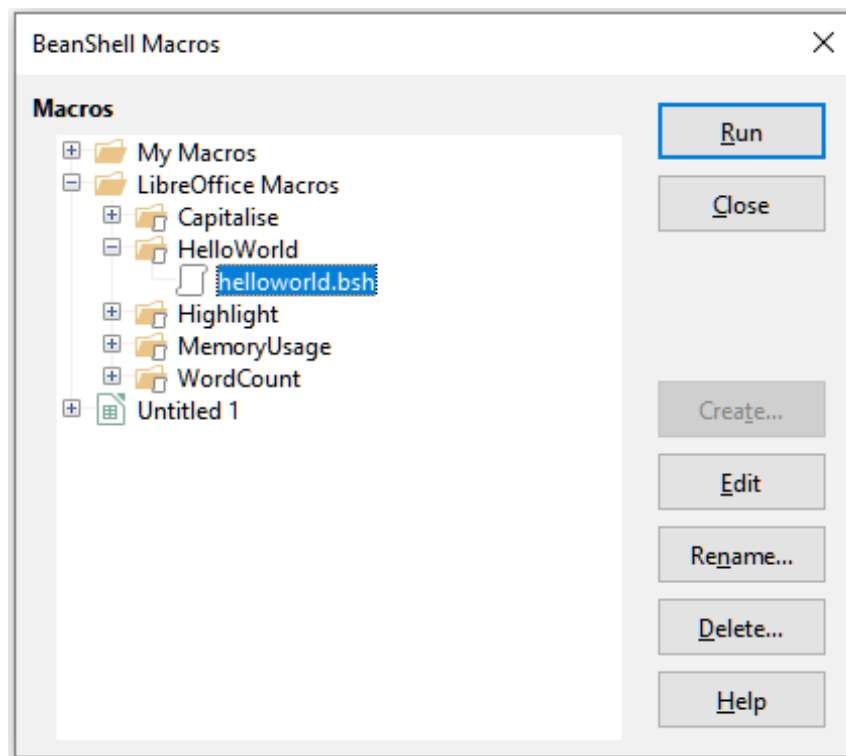 BeanShell Macros
Macros
My Macros
LibreOffice Macros
Capitalise
HelloWorld
helloworld.bsh
Highlight
MemoryUsage
WordCount
Untitled 1
Run
Close
Create...
Edit
Rename...
Delete...
Help